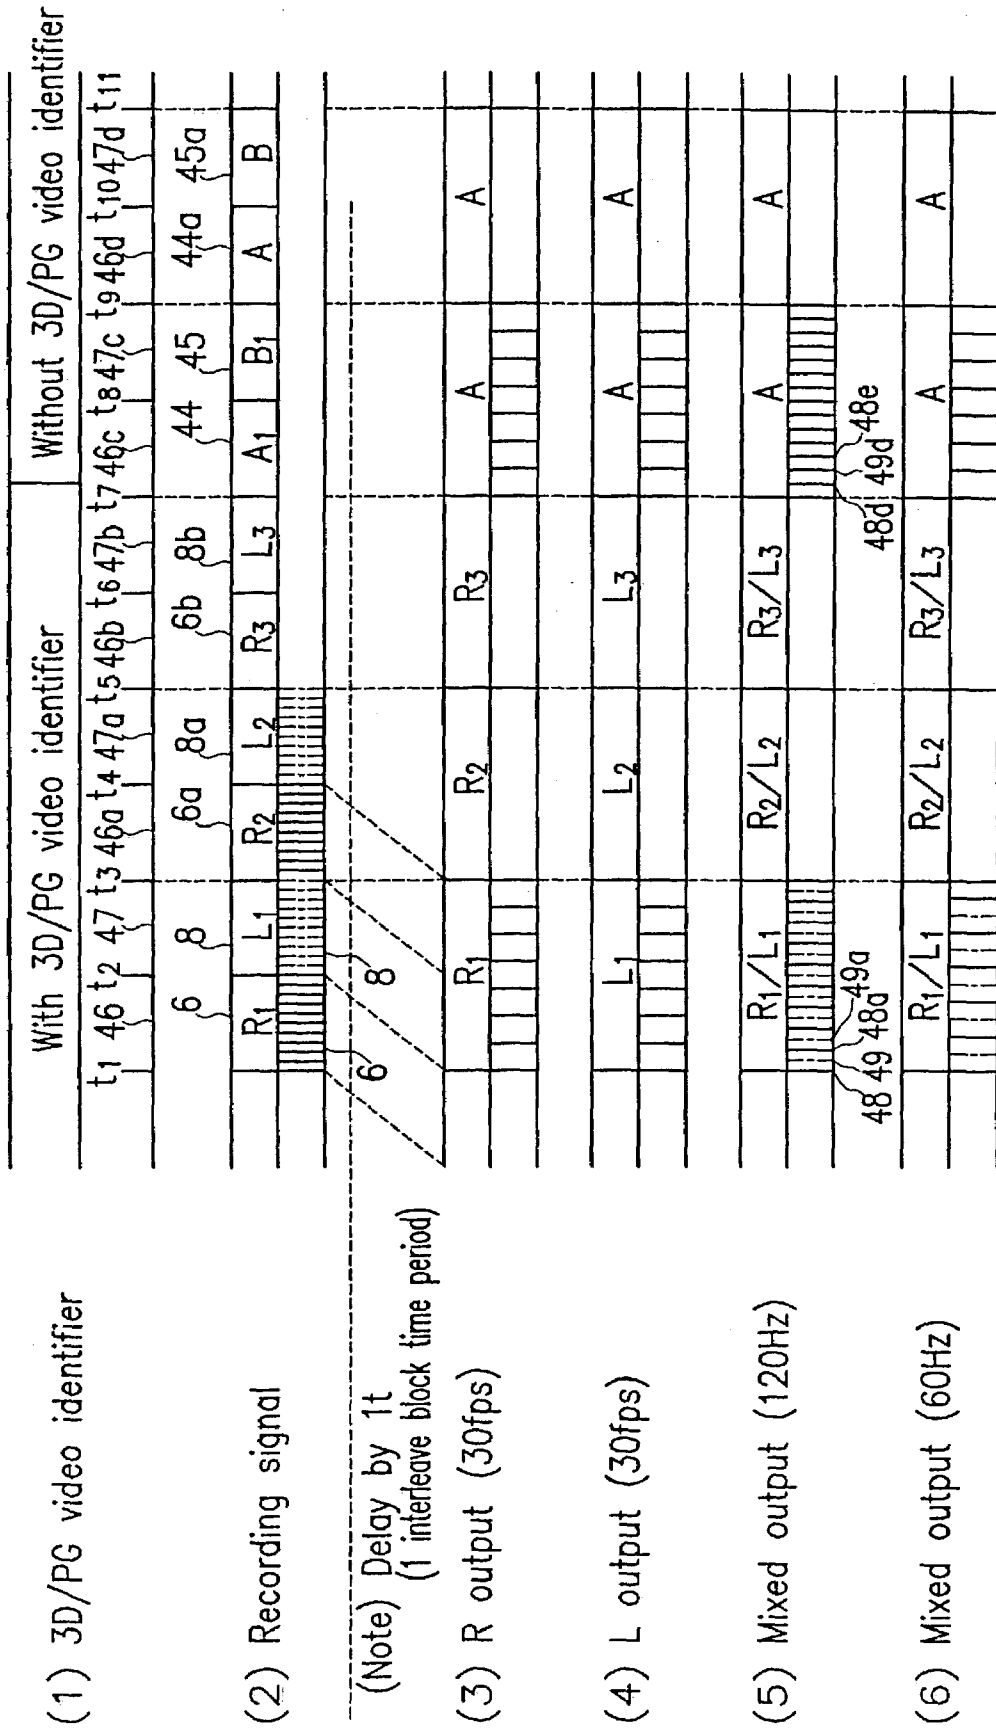 (1) 3D/PG video identifier
With 3D/PG video identifier
Without 3D/PG video identifier
t1 46 t2 47 t3 46a t4 47a t5 46b t6 47b t7 46c t8 47c t9 46d t10 47d t11
6 8 6a 8a 6b 8b 44 45 44a 45a
(2) Recording signal
R1 L1 R2 L2 R3 L3 A1 B1 A B
6 8
(Note) Delay by 1t
(1 interleave block time period)
(3) R output (30fps)
R1 R2 R3 A A
(4) L output (30fps)
L1 L2 L3 A A
(5) Mixed output (120Hz)
R1/L1 R2/L2 R3/L3 A A
48 49 48a 49a 48d 49d 48e
(6) Mixed output (60Hz)
R1/L1 R2/L2 R3/L3 A A